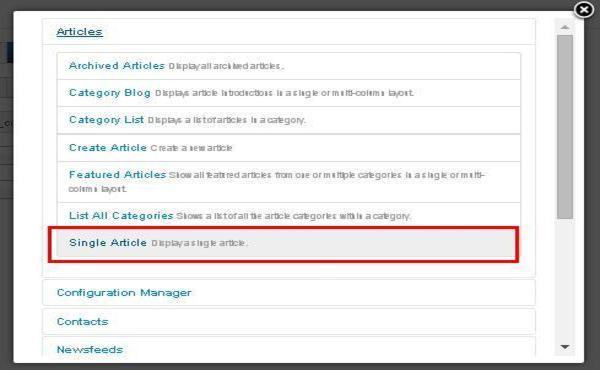 Articles
Archived Articles Display all archived articles.
Category Blog Displays article introductions in a single or multi-column layout.
Category List Displays a list of articles in a category.
Create Article Create a new article
Featured Articles Show all featured articles from one or multiple categories in a single or multi-
column layout.
List All Categories Shows a list of all the article categories within a category.
Single Article Display a single article.
Configuration Manager
Contacts
Newsfeeds